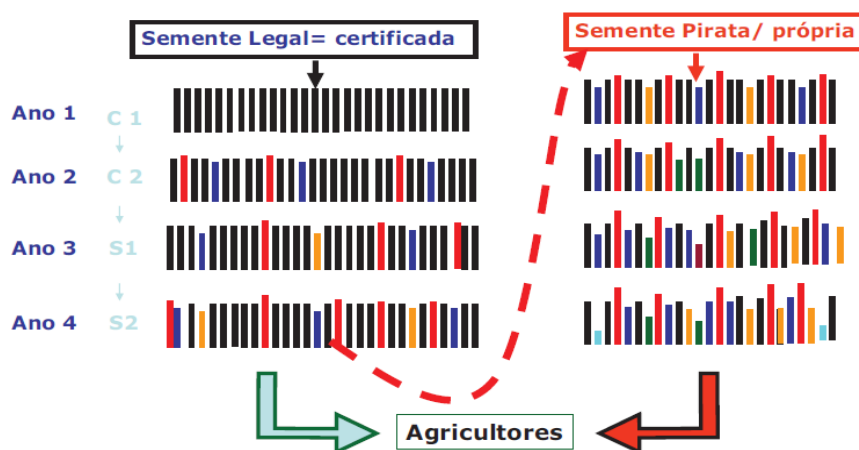 Semente Legal= certificada
Semente Pirata/ própria
Ano 1 C 1
Ano 2 C 2
Ano 3 S1
Ano 4 S2
Agricultores